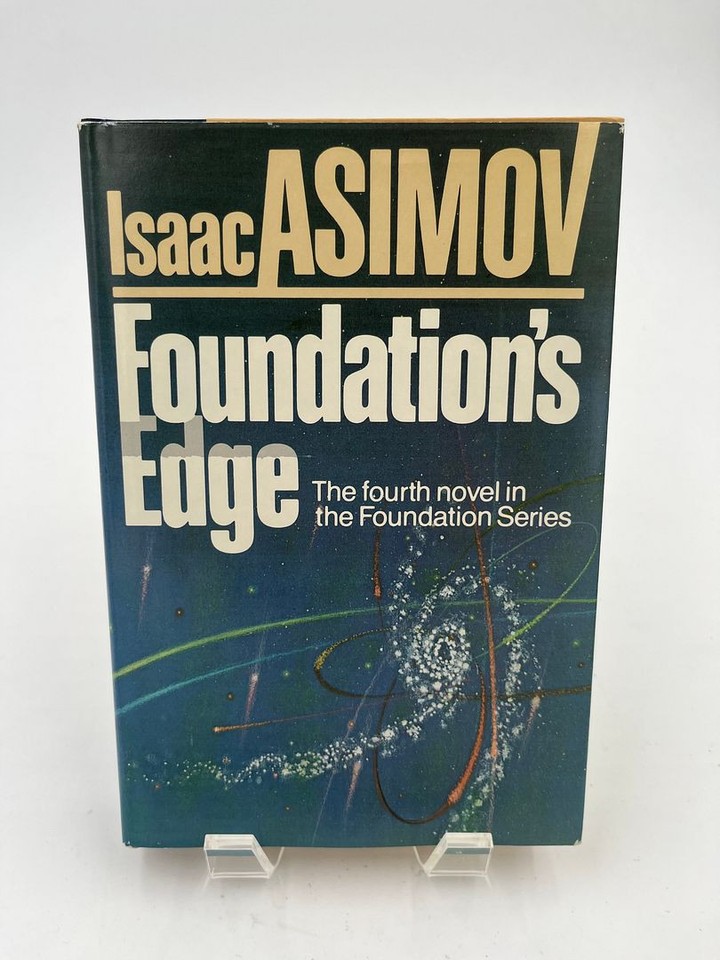 Isaac ASIMOV
Foundation's
Edge
The fourth novel in
the Foundation Series